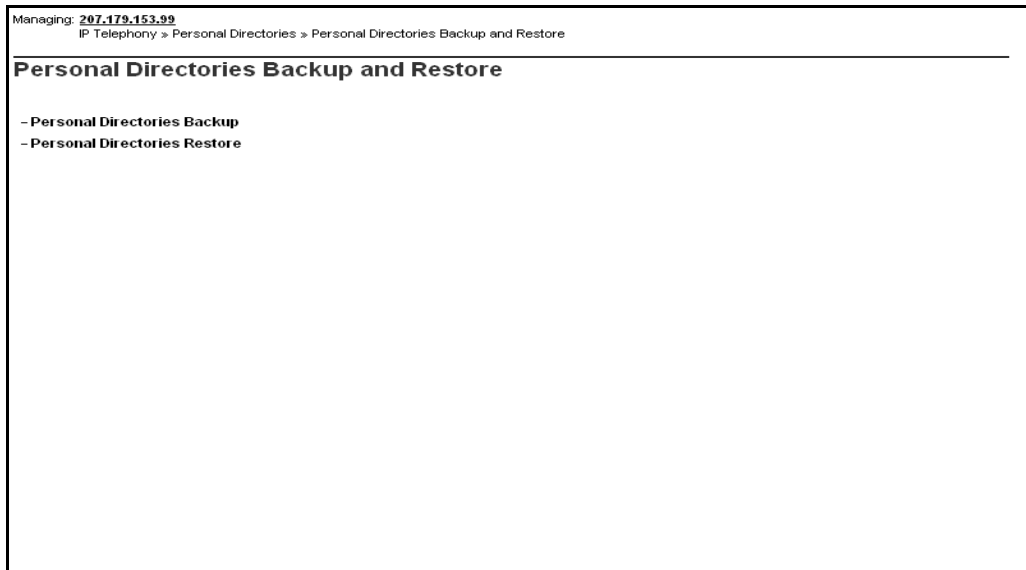 Managing: 207.179.153.99
IP Telephony » Personal Directories » Personal Directories Backup and Restore
Personal Directories Backup and Restore
– Personal Directories Backup
– Personal Directories Restore